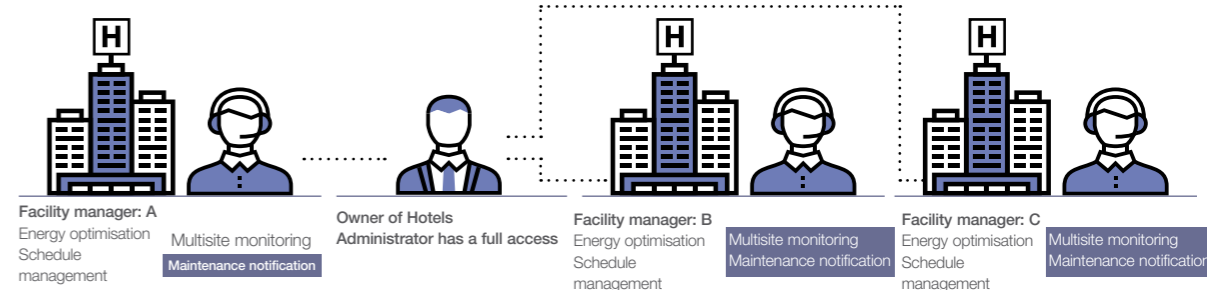 H
H
H
Facility manager: A
Energy optimisation
Schedule
management
Multisite monitoring
Maintenance notification
Owner of Hotels
Administrator has a full access
Facility manager: B
Energy optimisation
Schedule
management
Multisite monitoring
Maintenance notification
Facility manager: C
Energy optimisation
Schedule
management
Multisite monitoring
Maintenance notification